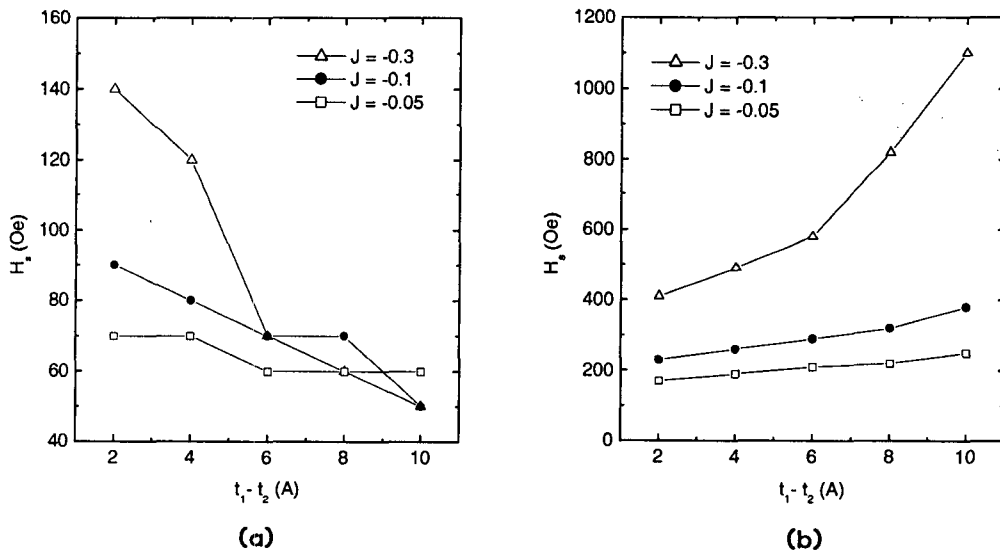 160
140
120
100
80
60
40
H_s (Oe)
J = -0.3
J = -0.1
J = -0.05
2 4 6 8 10
t_1 - t_2 (A)
(a)
1200
1000
800
600
400
200
0
H_s (Oe)
J = -0.3
J = -0.1
J = -0.05
2 4 6 8 10
t_1 - t_2 (A)
(b)